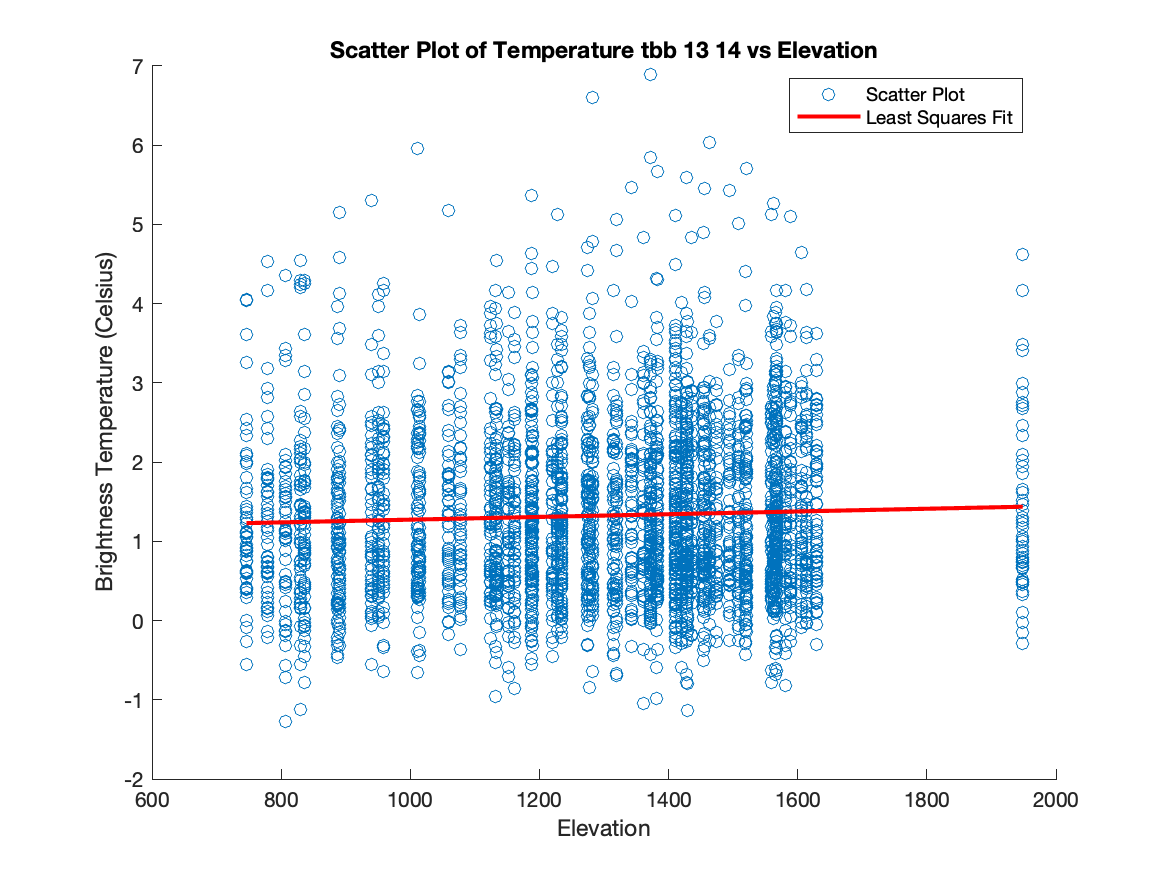 Scatter Plot of Temperature tbb 13 14 vs Elevation
Scatter Plot
Least Squares Fit
Brightness Temperature (Celsius)
7
6
5
4
3
2
1
0
-1
-2
600 800 1000 1200 1400 1600 1800 2000
Elevation